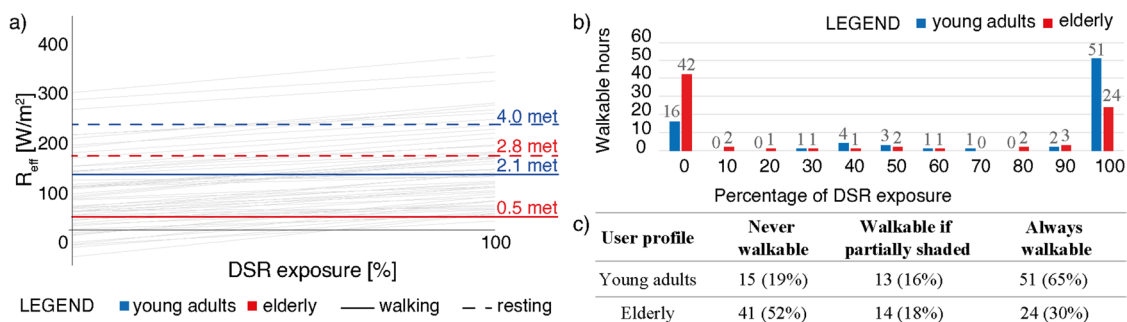 a)
400
300
200
100
0
R_eff [W/m²]
4.0 met
2.8 met
2.1 met
0.5 met
100
DSR exposure [%]
LEGEND young adults elderly walking resting
b)
LEGEND young adults elderly
Walkable hours
60
50
40
30
20
10
0
16 42 0 2 0 1 1 1 4 1 3 2 1 1 1 0 0 2 2 3 51 24
0 10 20 30 40 50 60 70 80 90 100
Percentage of DSR exposure
c)
User profile Never walkable Walkable if partially shaded Always walkable
Young adults 15 (19%) 13 (16%) 51 (65%)
Elderly 41 (52%) 14 (18%) 24 (30%)